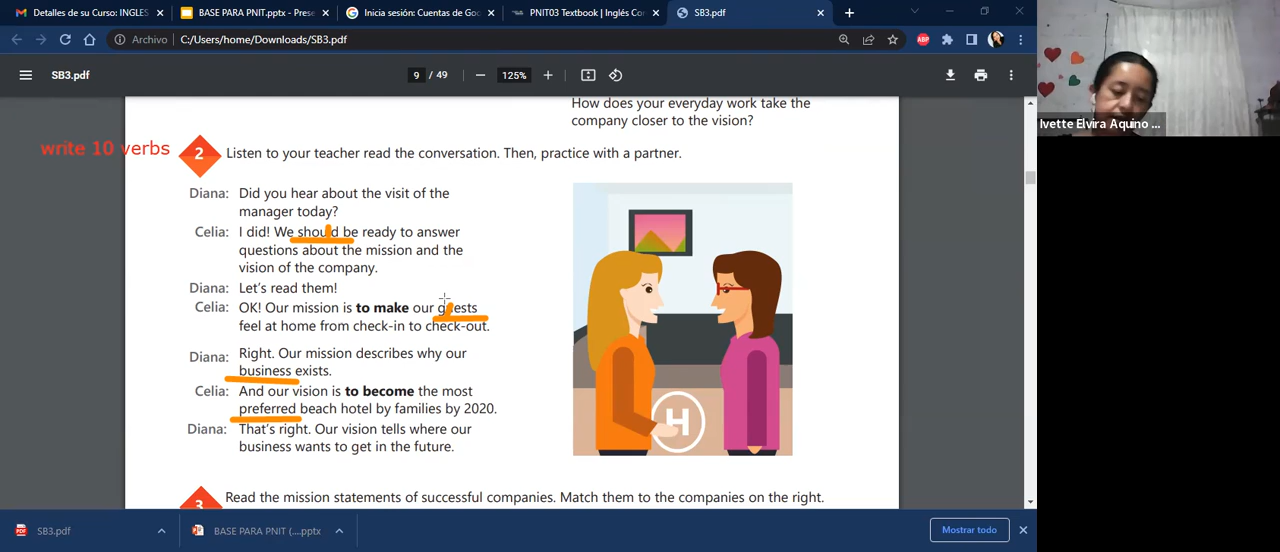 Detalles de su Curso: INGLES
BASE PARA PNIT.pptx - Prese
Inicia sesión: Cuentas de Goo
PNIT03 Textbook | Inglés Com
SB3.pdf
Archivo
C:/Users/home/Downloads/SB3.pdf
ABP
SB3.pdf
9 / 49
125%
Ivette Elvira Aquino ...
How does your everyday work take the
company closer to the vision?
write 10 verbs
2
Listen to your teacher read the conversation. Then, practice with a partner.
Diana: Did you hear about the visit of the
manager today?
Celia: I did! We should be ready to answer
questions about the mission and the
vision of the company.
Diana: Let's read them!
Celia: OK! Our mission is to make our guests
feel at home from check-in to check-out.
Diana: Right. Our mission describes why our
business exists.
Celia: And our vision is to become the most
preferred beach hotel by families by 2020.
Diana: That's right. Our vision tells where our
business wants to get in the future.
H
3
Read the mission statements of successful companies. Match them to the companies on the right.
SB3.pdf
BASE PARA PNIT (....pptx
Mostrar todo